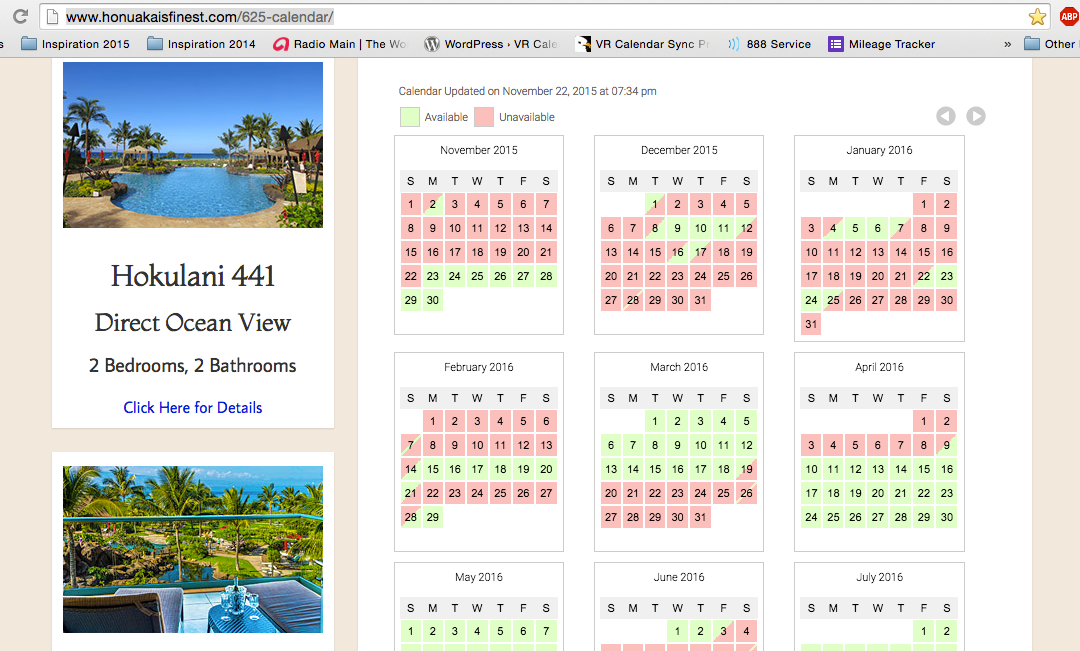 www.honuakaisfinest.com/625-calendar/
ABP
s Inspiration 2015 Inspiration 2014 Radio Main | The Wo WordPress › VR Cale VR Calendar Sync Pr 888 Service Mileage Tracker » Other
Hokulani 441
Direct Ocean View
2 Bedrooms, 2 Bathrooms
Click Here for Details
Calendar Updated on November 22, 2015 at 07:34 pm
Available Unavailable
November 2015
S M T W T F S
1 2 3 4 5 6 7
8 9 10 11 12 13 14
15 16 17 18 19 20 21
22 23 24 25 26 27 28
29 30
December 2015
S M T W T F S
1 2 3 4 5
6 7 8 9 10 11 12
13 14 15 16 17 18 19
20 21 22 23 24 25 26
27 28 29 30 31
January 2016
S M T W T F S
1 2
3 4 5 6 7 8 9
10 11 12 13 14 15 16
17 18 19 20 21 22 23
24 25 26 27 28 29 30
31
February 2016
S M T W T F S
1 2 3 4 5 6
7 8 9 10 11 12 13
14 15 16 17 18 19 20
21 22 23 24 25 26 27
28 29
March 2016
S M T W T F S
1 2 3 4 5
6 7 8 9 10 11 12
13 14 15 16 17 18 19
20 21 22 23 24 25 26
27 28 29 30 31
April 2016
S M T W T F S
1 2
3 4 5 6 7 8 9
10 11 12 13 14 15 16
17 18 19 20 21 22 23
24 25 26 27 28 29 30
May 2016
S M T W T F S
1 2 3 4 5 6 7
June 2016
S M T W T F S
1 2 3 4
July 2016
S M T W T F S
1 2